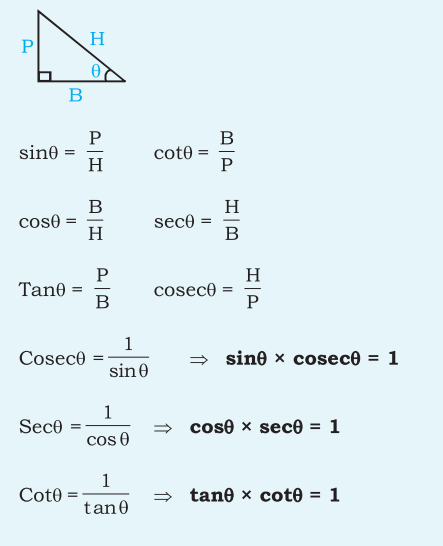 P
H
θ
B
sinθ = P/H    cotθ = B/P
cosθ = B/H    secθ = H/B
Tanθ = P/B    cosecθ = H/P
Cosecθ = 1/sinθ ⇒ sinθ × cosecθ = 1
Secθ = 1/cosθ ⇒ cosθ × secθ = 1
Cotθ = 1/tanθ ⇒ tanθ × cotθ = 1